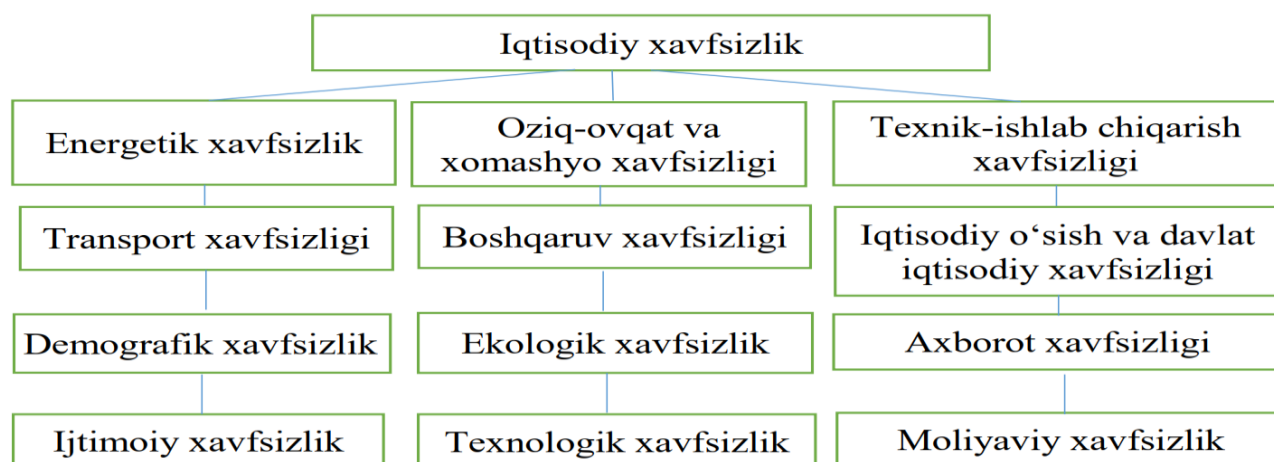 Iqtisodiy xavfsizlik
Energetik xavfsizlik
Oziq-ovqat va
xomashyo xavfsizligi
Texnik-ishlab chiqarish
xavfsizligi
Transport xavfsizligi
Boshqaruv xavfsizligi
Iqtisodiy o‘sish va davlat
iqtisodiy xavfsizligi
Demografik xavfsizlik
Ekologik xavfsizlik
Axborot xavfsizligi
Ijtimoiy xavfsizlik
Texnologik xavfsizlik
Moliyaviy xavfsizlik